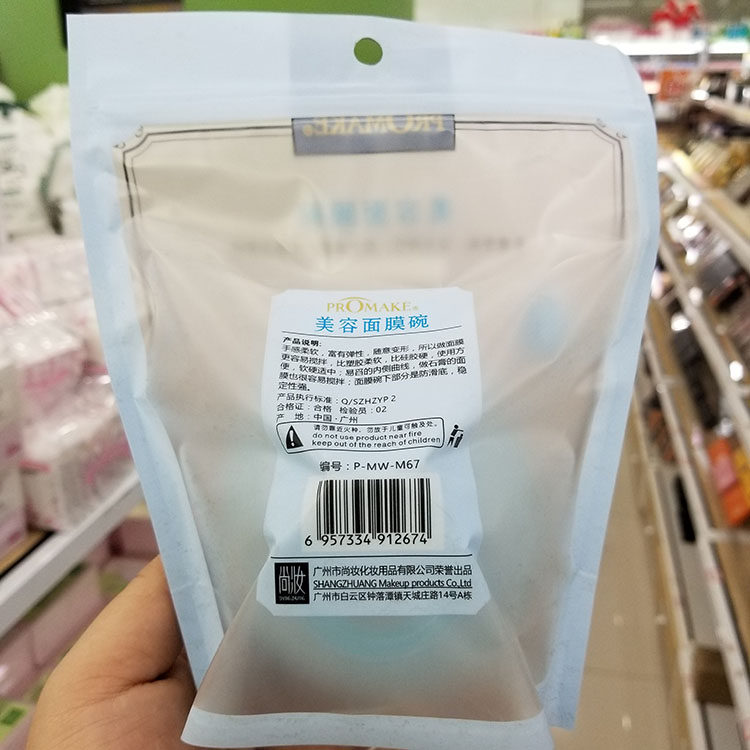 PROMAKE®
PROMAKE®
美容面膜碗
产品说明:
手感柔软，富有弹性，随意变形，所以做面膜
更容易搅拌，比塑胶柔软，比硅胶硬，使用方
便，软硬适中；易舀的内侧曲线，做石膏的面
膜也很容易搅拌；面膜碗下部分是防滑底，稳
定性强。
产品执行标准：Q/SZHZYP 2
合格证：合格 检验员：02
产 地：中国·广州
请勿靠近火种，勿放于儿童可触及处。
do not use product near fire
keep out of the reach of children
编号：P-MW-M67
6 957334 912674
尚妆
广州市尚妆化妆用品有限公司荣誉出品
SHANGZHUANG Makeup products Co.,Ltd
广州市白云区钟落潭镇天城庄路14号A栋